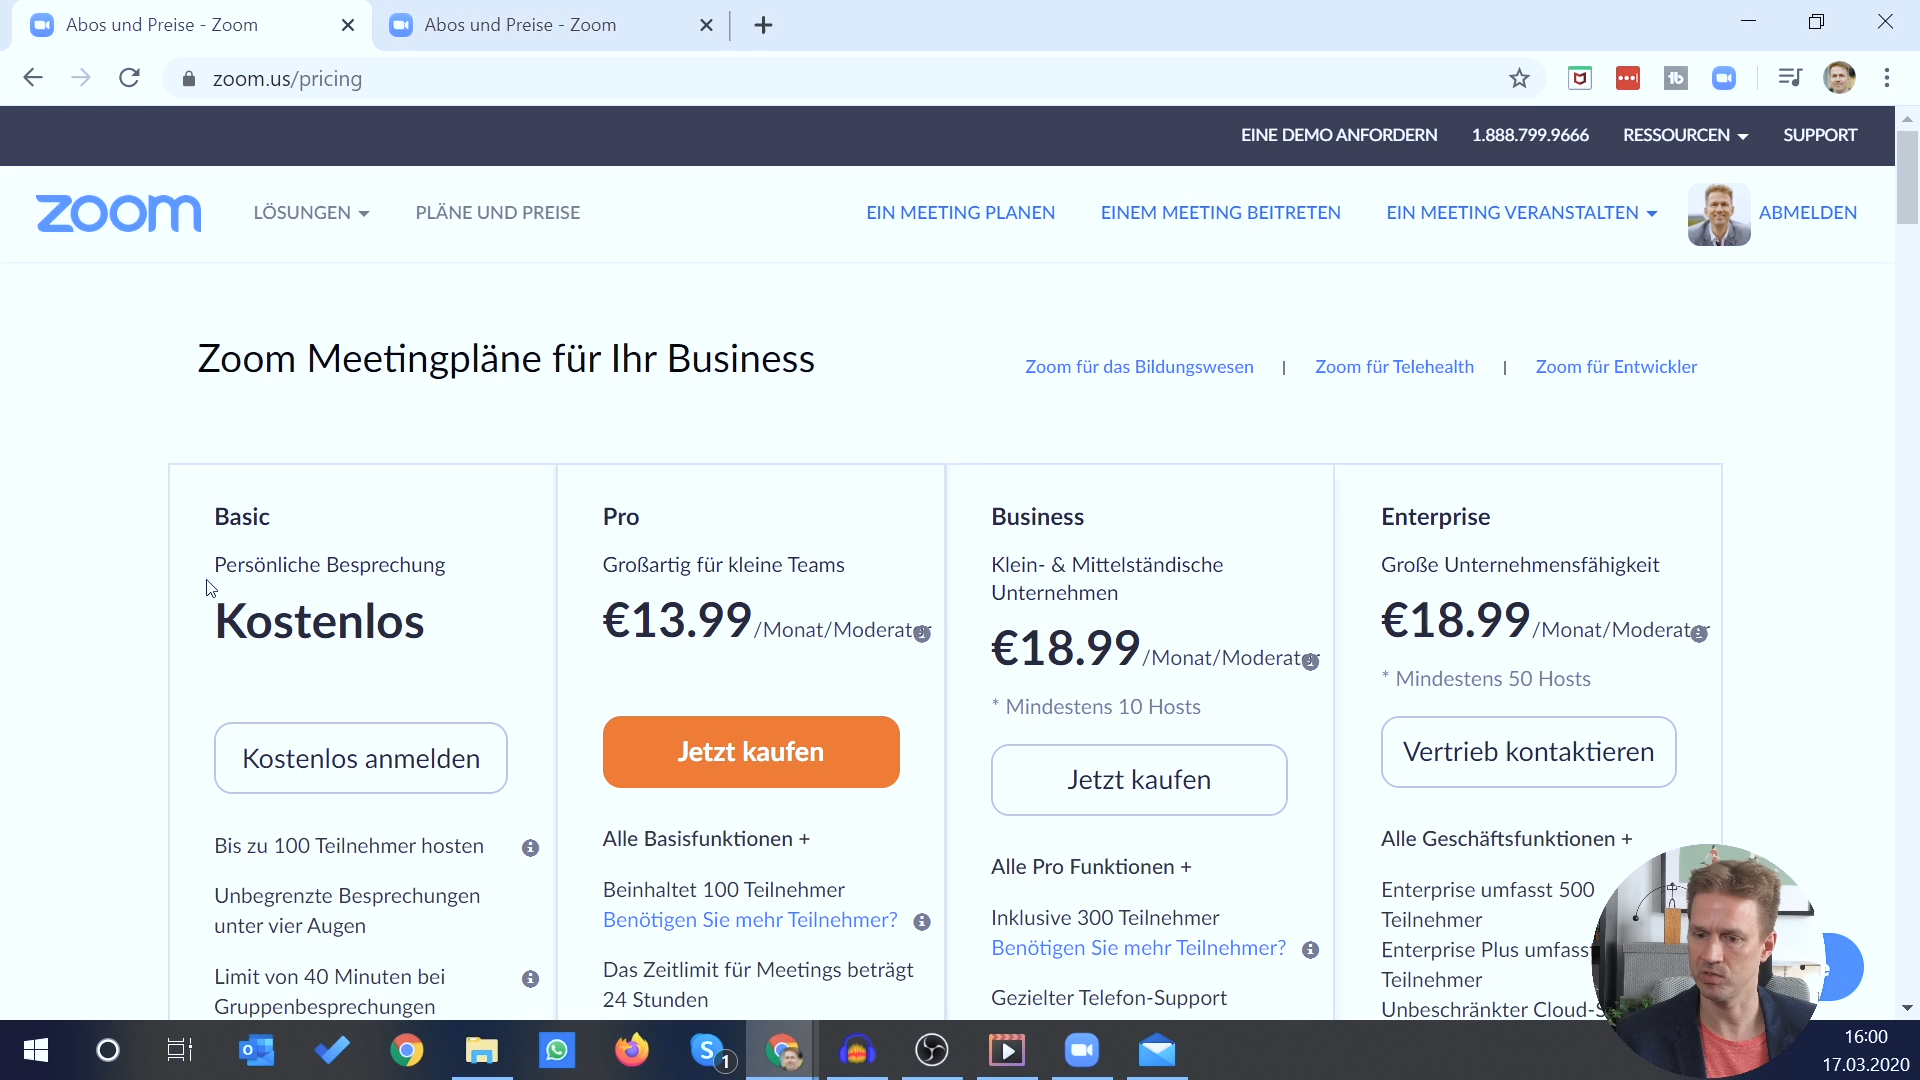 Abos und Preise - Zoom
Abos und Preise - Zoom
zoom.us/pricing
EINE DEMO ANFORDERN
1.888.799.9666
RESSOURCEN
SUPPORT
zoom
LÖSUNGEN
PLÄNE UND PREISE
EIN MEETING PLANEN
EINEM MEETING BEITRETEN
EIN MEETING VERANSTALTEN
ABMELDEN
Zoom Meetingpläne für Ihr Business
Zoom für das Bildungswesen | Zoom für Telehealth | Zoom für Entwickler
Basic
Persönliche Besprechung
Kostenlos
Kostenlos anmelden
Bis zu 100 Teilnehmer hosten
Unbegrenzte Besprechungen
unter vier Augen
Limit von 40 Minuten bei
Gruppenbesprechungen
Pro
Großartig für kleine Teams
€13.99 /Monat/Moderator
Jetzt kaufen
Alle Basisfunktionen +
Beinhaltet 100 Teilnehmer
Benötigen Sie mehr Teilnehmer?
Das Zeitlimit für Meetings beträgt
24 Stunden
Business
Klein- & Mittelständische
Unternehmen
€18.99 /Monat/Moderator
* Mindestens 10 Hosts
Jetzt kaufen
Alle Pro Funktionen +
Inklusive 300 Teilnehmer
Benötigen Sie mehr Teilnehmer?
Gezielter Telefon-Support
Enterprise
Große Unternehmensfähigkeit
€18.99 /Monat/Moderator
* Mindestens 50 Hosts
Vertrieb kontaktieren
Alle Geschäftsfunktionen +
Enterprise umfasst 500
Teilnehmer
Enterprise Plus umfasst
Teilnehmer
Unbeschränkter Cloud-S
1
16:00
17.03.2020